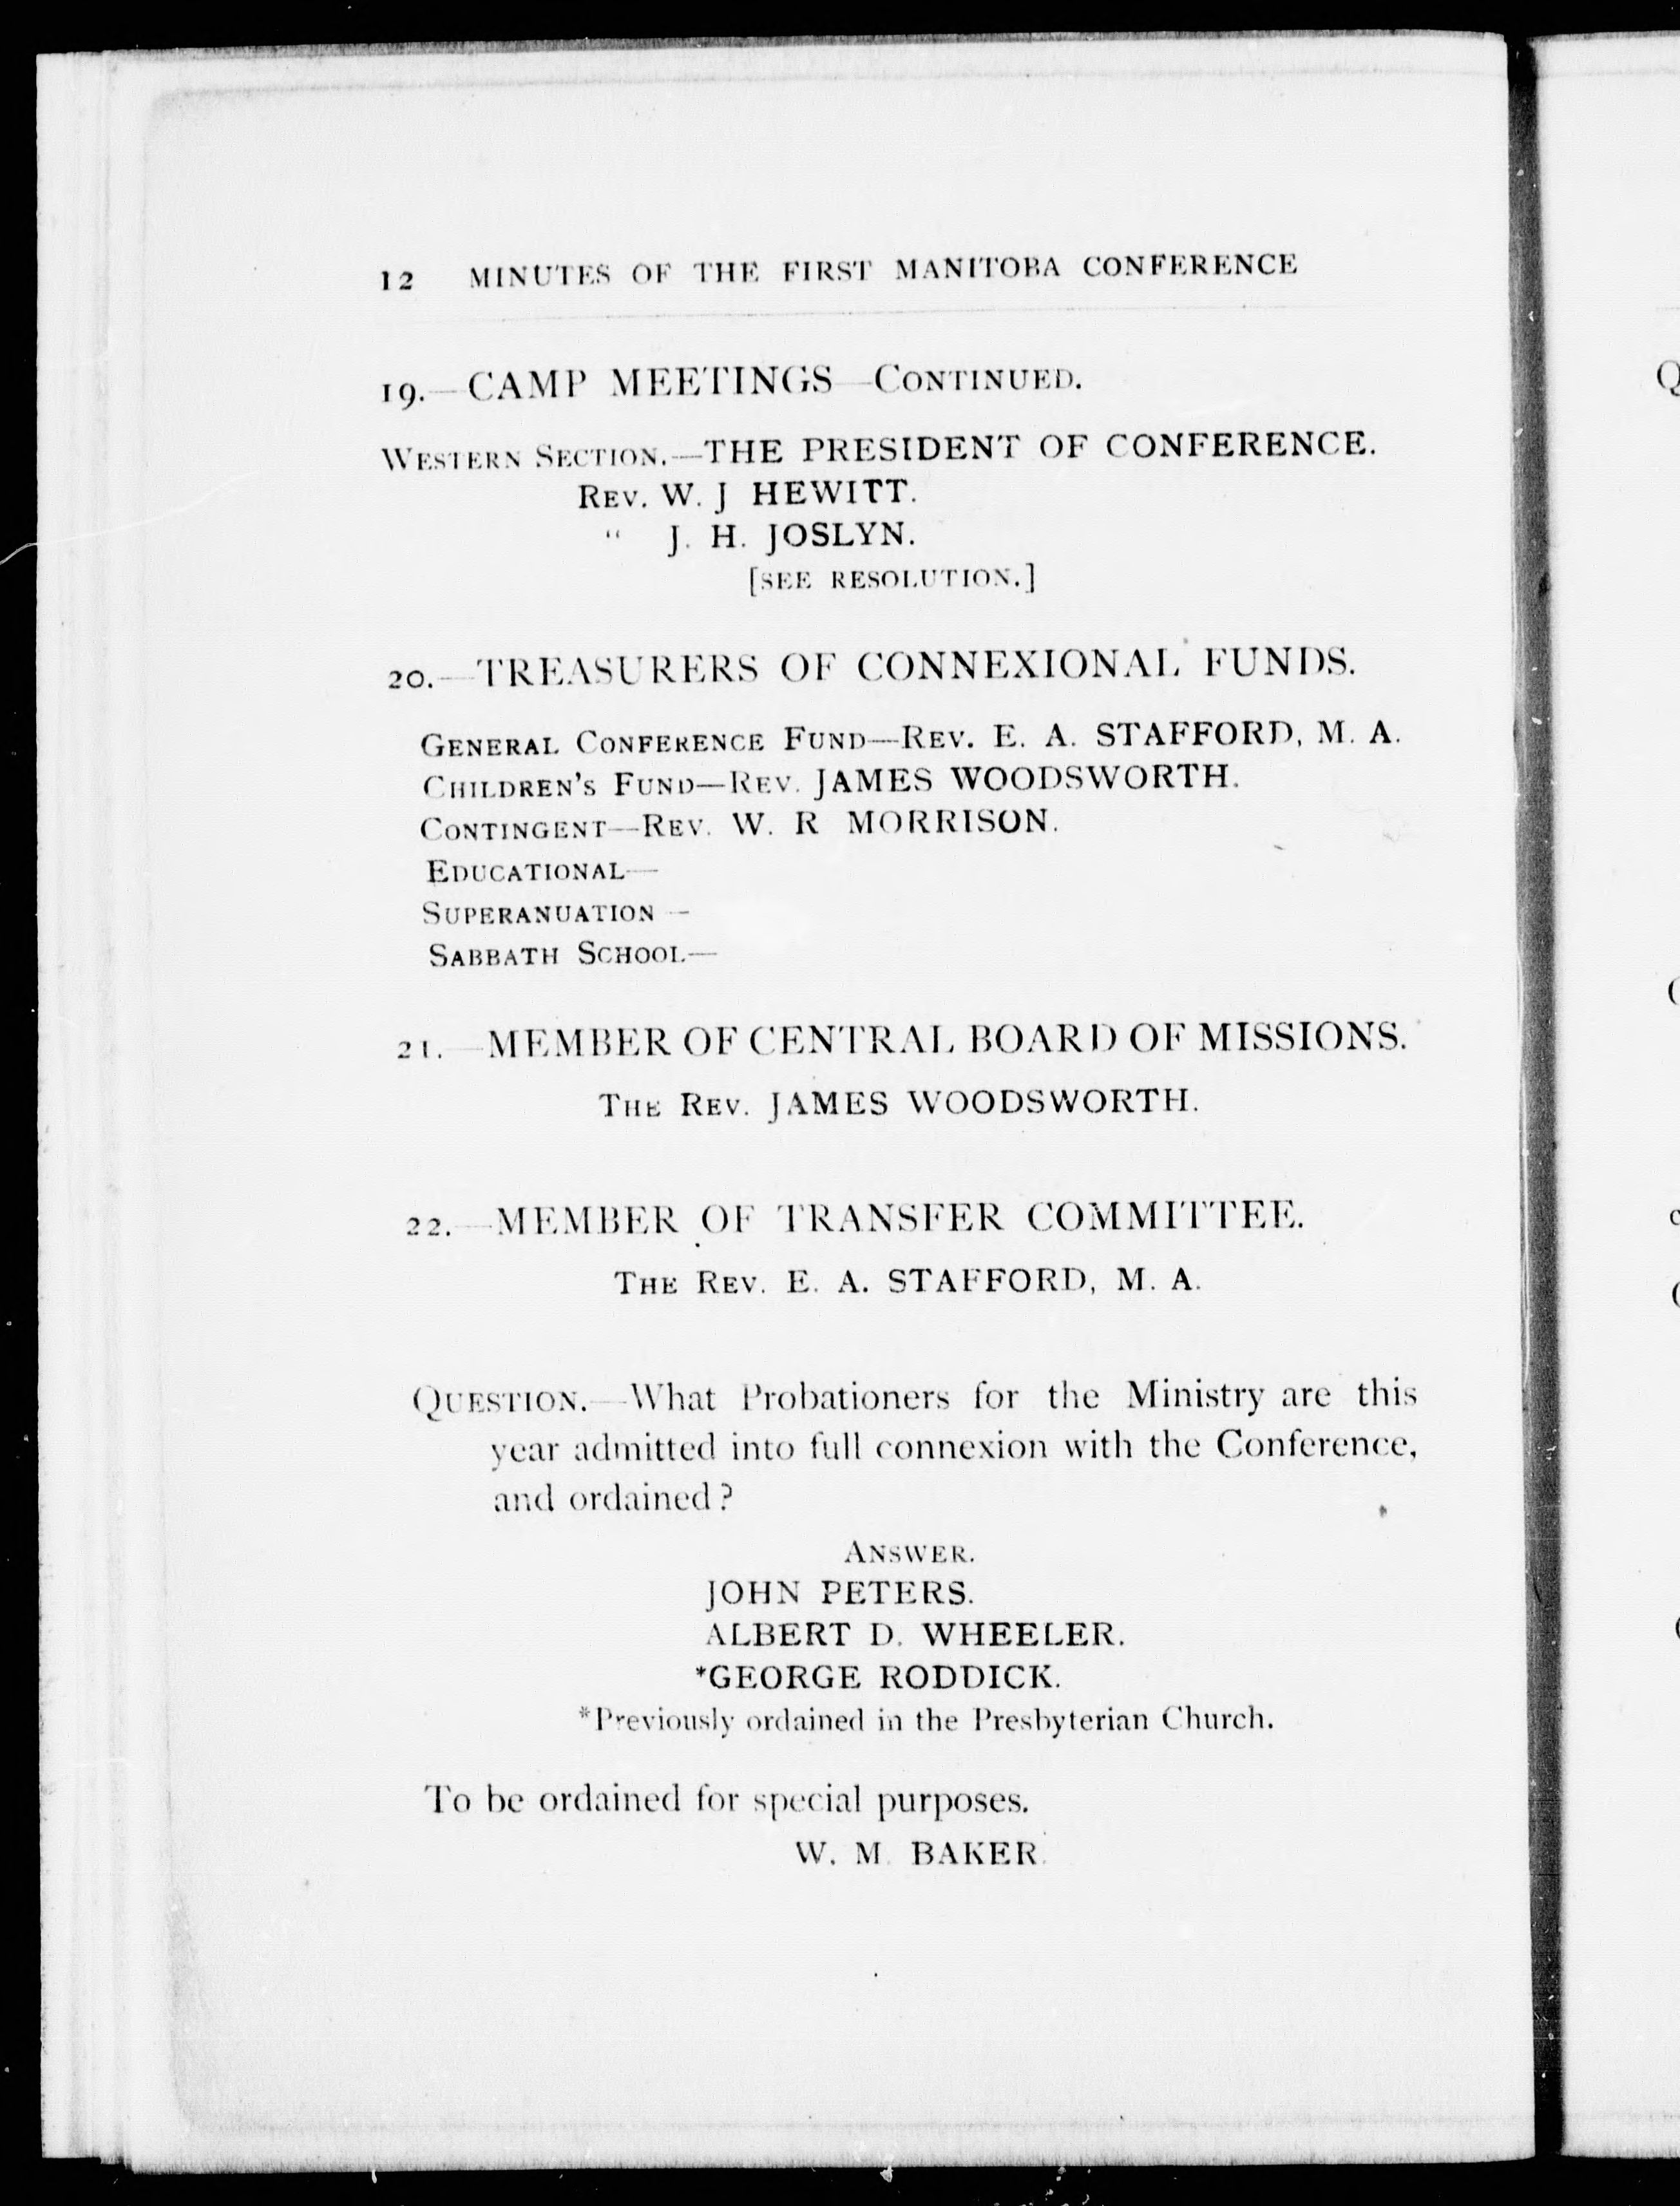 12 MINUTES OF THE FIRST MANITOBA CONFERENCE
19.—CAMP MEETINGS—CONTINUED.
WESTERN SECTION.—THE PRESIDENT OF CONFERENCE.
REV. W. J HEWITT.
" J. H. JOSLYN.
[SEE RESOLUTION.]
20.—TREASURERS OF CONNEXIONAL FUNDS.
GENERAL CONFERENCE FUND—REV. E. A. STAFFORD, M. A.
CHILDREN'S FUND—REV. JAMES WOODSWORTH.
CONTINGENT—REV. W. R MORRISON.
EDUCATIONAL—
SUPERANUATION—
SABBATH SCHOOL—
21.—MEMBER OF CENTRAL BOARD OF MISSIONS.
THE REV. JAMES WOODSWORTH.
22.—MEMBER OF TRANSFER COMMITTEE.
THE REV. E. A. STAFFORD, M. A.
QUESTION.—What Probationers for the Ministry are this
year admitted into full connexion with the Conference,
and ordained?
ANSWER.
JOHN PETERS.
ALBERT D. WHEELER.
*GEORGE RODDICK.
*Previously ordained in the Presbyterian Church.
To be ordained for special purposes.
W. M. BAKER.